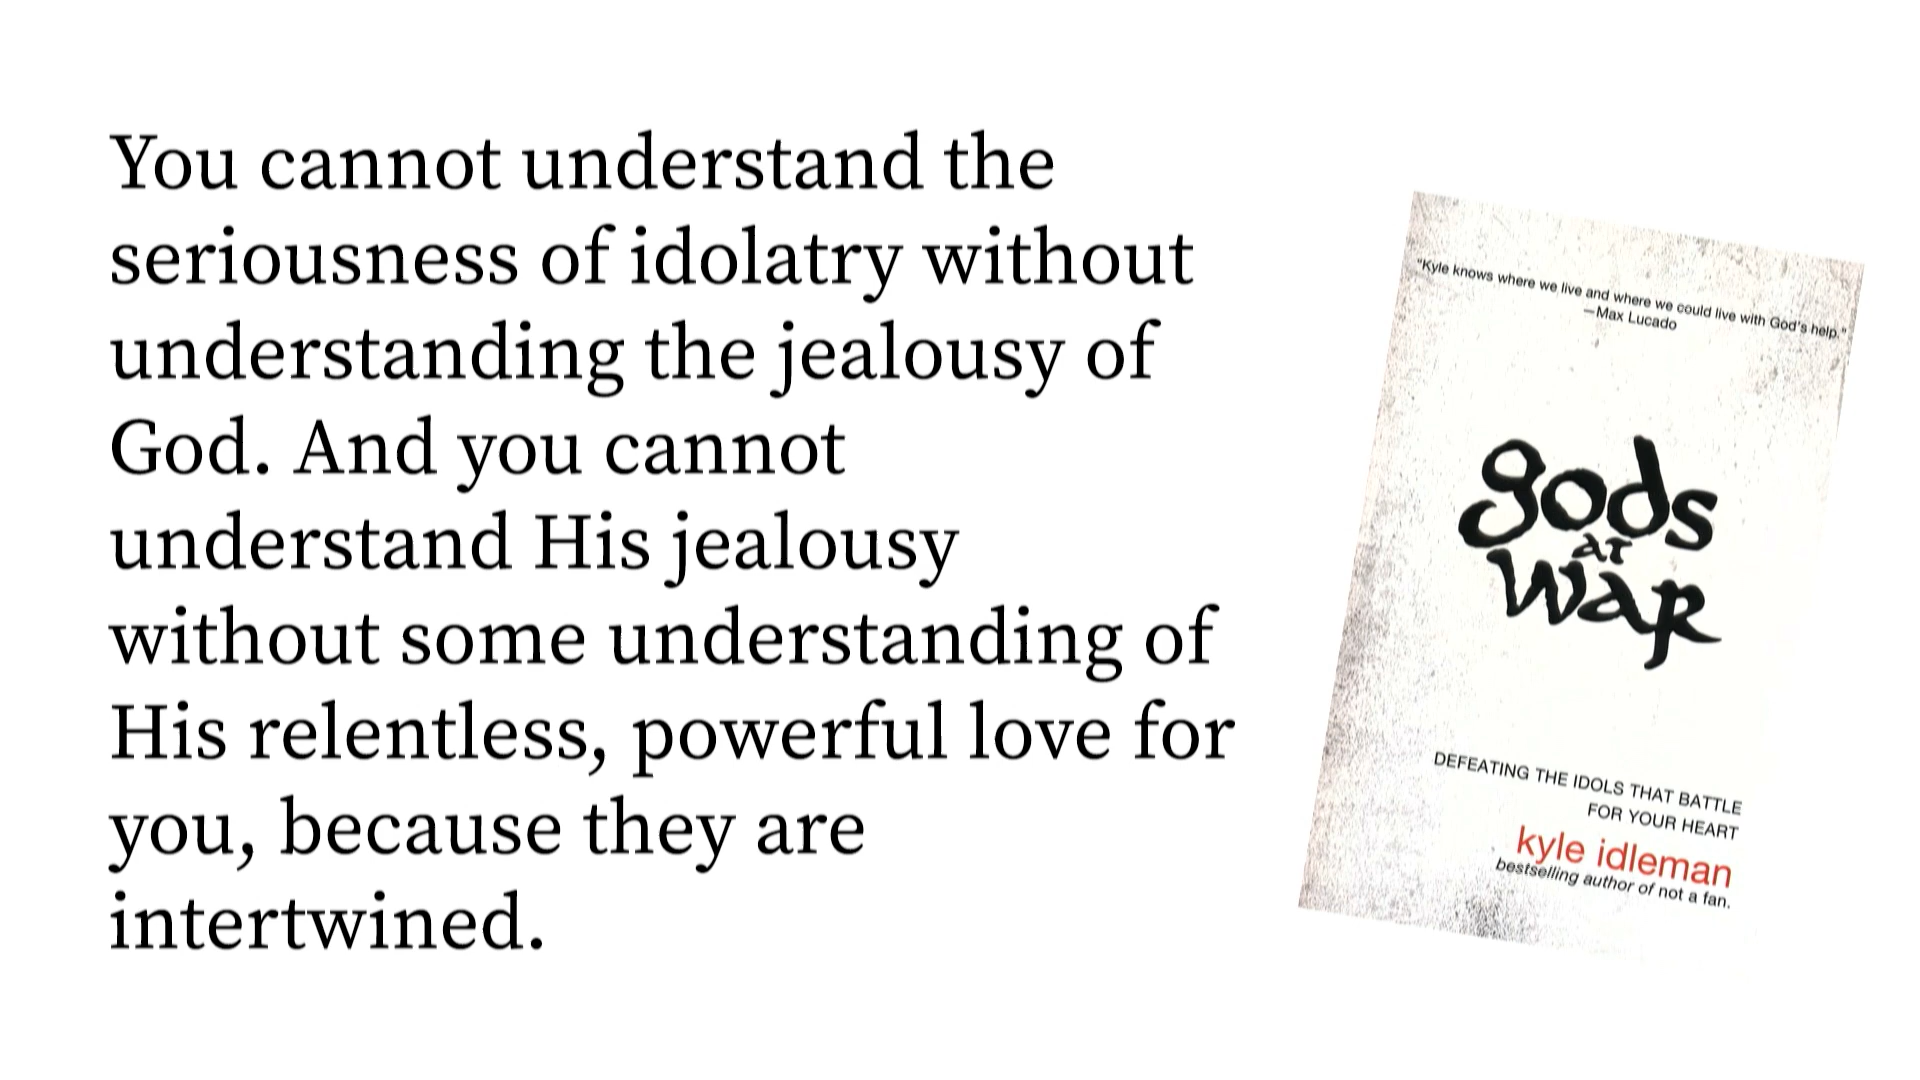 You cannot understand the
seriousness of idolatry without
understanding the jealousy of
God. And you cannot
understand His jealousy
without some understanding of
His relentless, powerful love for
you, because they are
intertwined.
"Kyle knows where we live and where we could live with God's help."
—Max Lucado
gods
at
war
DEFEATING THE IDOLS THAT BATTLE
FOR YOUR HEART
kyle idleman
bestselling author of not a fan.